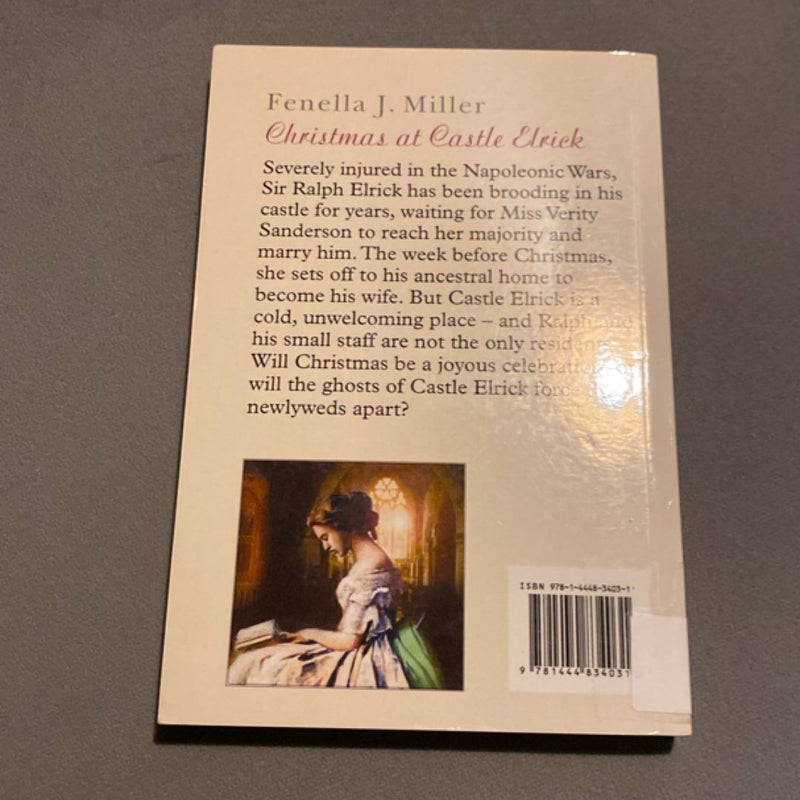 Fenella J. Miller
Christmas at Castle Elrick
Severely injured in the Napoleonic Wars,
Sir Ralph Elrick has been brooding in his
castle for years, waiting for Miss Verity
Sanderson to reach her majority and
marry him. The week before Christmas,
she sets off to his ancestral home to
become his wife. But Castle Elrick is a
cold, unwelcoming place – and Ralph and
his small staff are not the only
Will Christmas be a joyous
will the ghosts of Castle Elrick
newlyweds apart?
ISBN 978-1-4448-3403-1
9 781444 834031